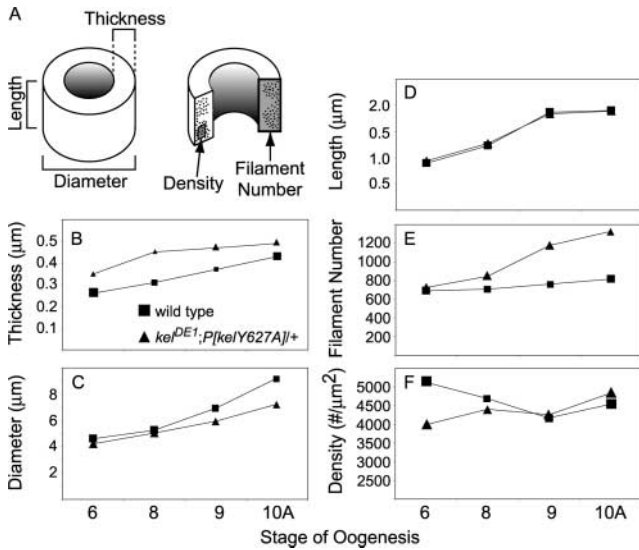 A
Thickness
Length
Diameter
Density
Filament
Number
B
Thickness (μm)
0.5
0.4
0.3
0.2
0.1
wild type
kel^DE1;P[kelY627A]/+
C
Diameter (μm)
8
6
4
2
6 8 9 10A
D
Length (μm)
2.0
0.5
1.0
0.5
E
Filament Number
1200
1000
800
600
400
200
F
Density (#/μm²)
5000
4500
4000
3500
3000
2500
6 8 9 10A
Stage of Oogenesis